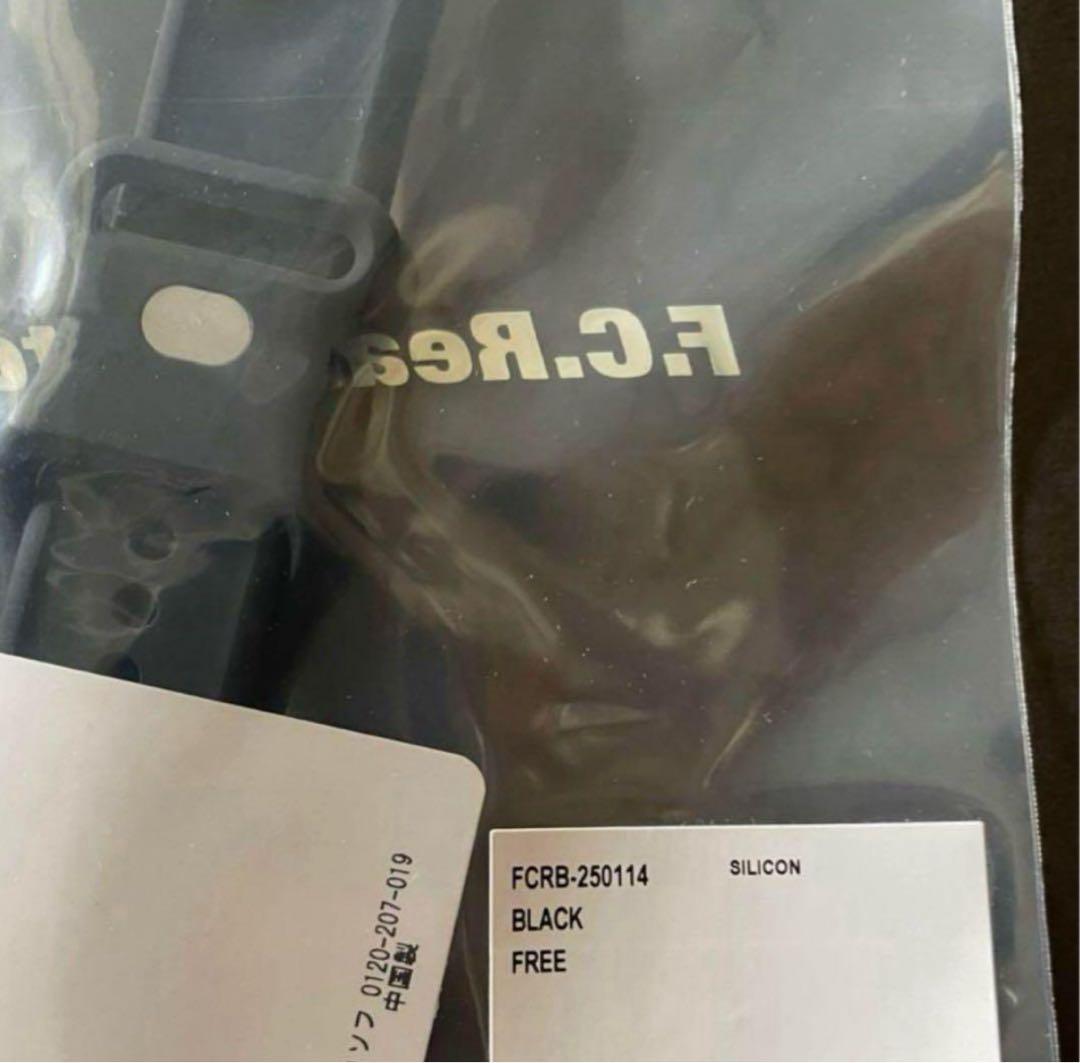 F.C.Rea
FCRB-250114 SILICON
BLACK
FREE
ソフ 0120-207-019
中国製